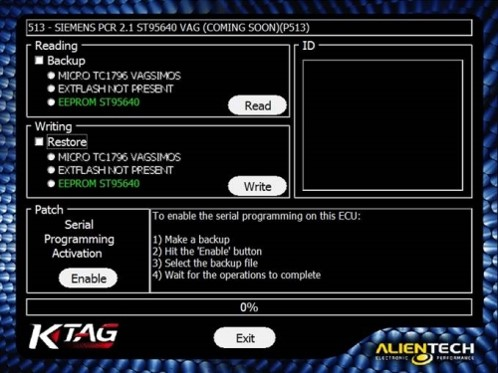 513 - SIEMENS PCR 2.1 ST95640 VAG (COMING SOON)(P513)
Reading
Backup
MICRO TC1796 VAGSIMOS
EXTFLASH NOT PRESENT
EEPROM ST95640
Read
ID
Writing
Restore
MICRO TC1796 VAGSIMOS
EXTFLASH NOT PRESENT
EEPROM ST95640
Write
Patch
Serial
Programming
Activation
Enable
To enable the serial programming on this ECU:
1) Make a backup
2) Hit the 'Enable' button
3) Select the backup file
4) Wait for the operations to complete
0%
KTAG
Exit
ALIENTECH
ELECTRONIC PERFORMANCE